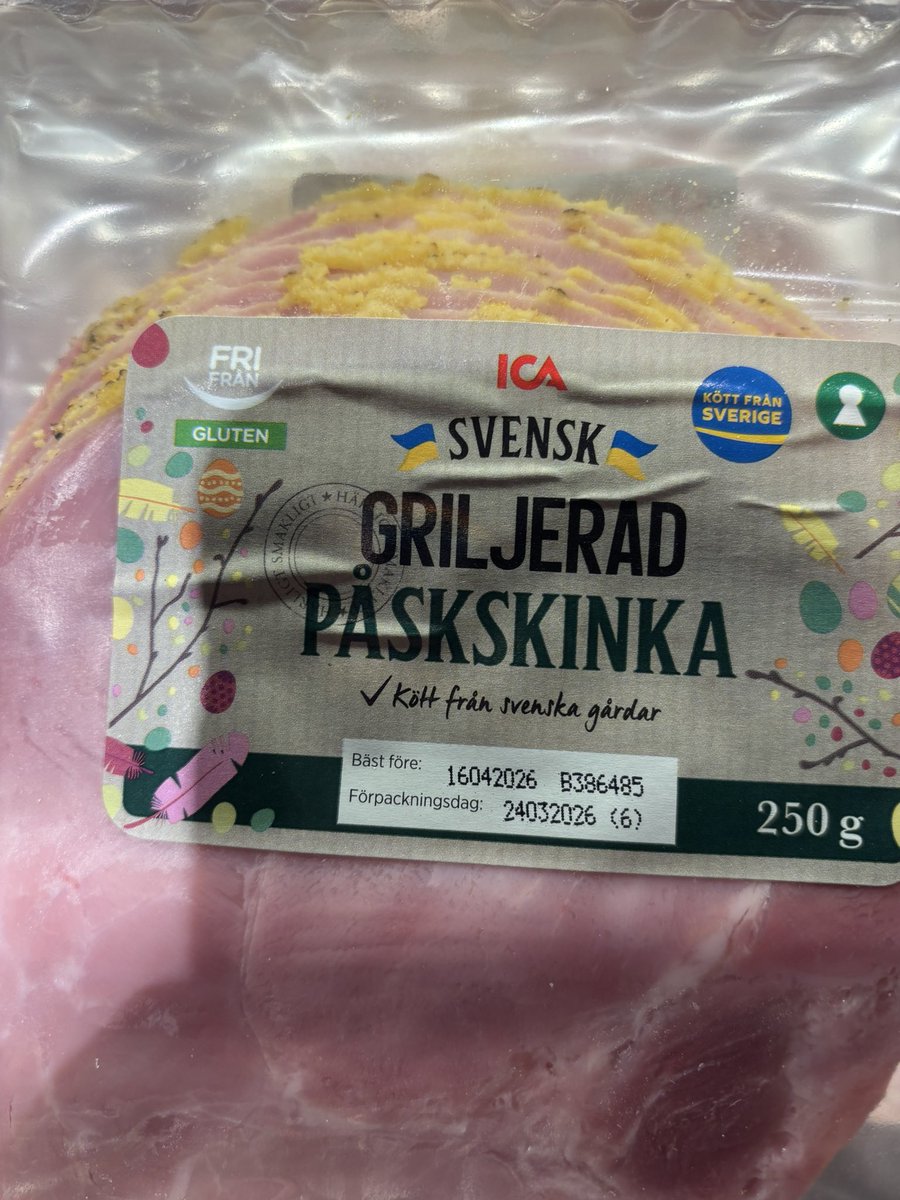 FRI
FRÅN
GLUTEN
ICA
SVENSK
GRILJERAD
PÅSKSKINKA
✓ Kött från svenska gårdar
KÖTT FRÅN
SVERIGE
SMAKLIGT ★
Bäst före: 16042026 B386485
Förpackningsdag: 24032026 (6)
250 g